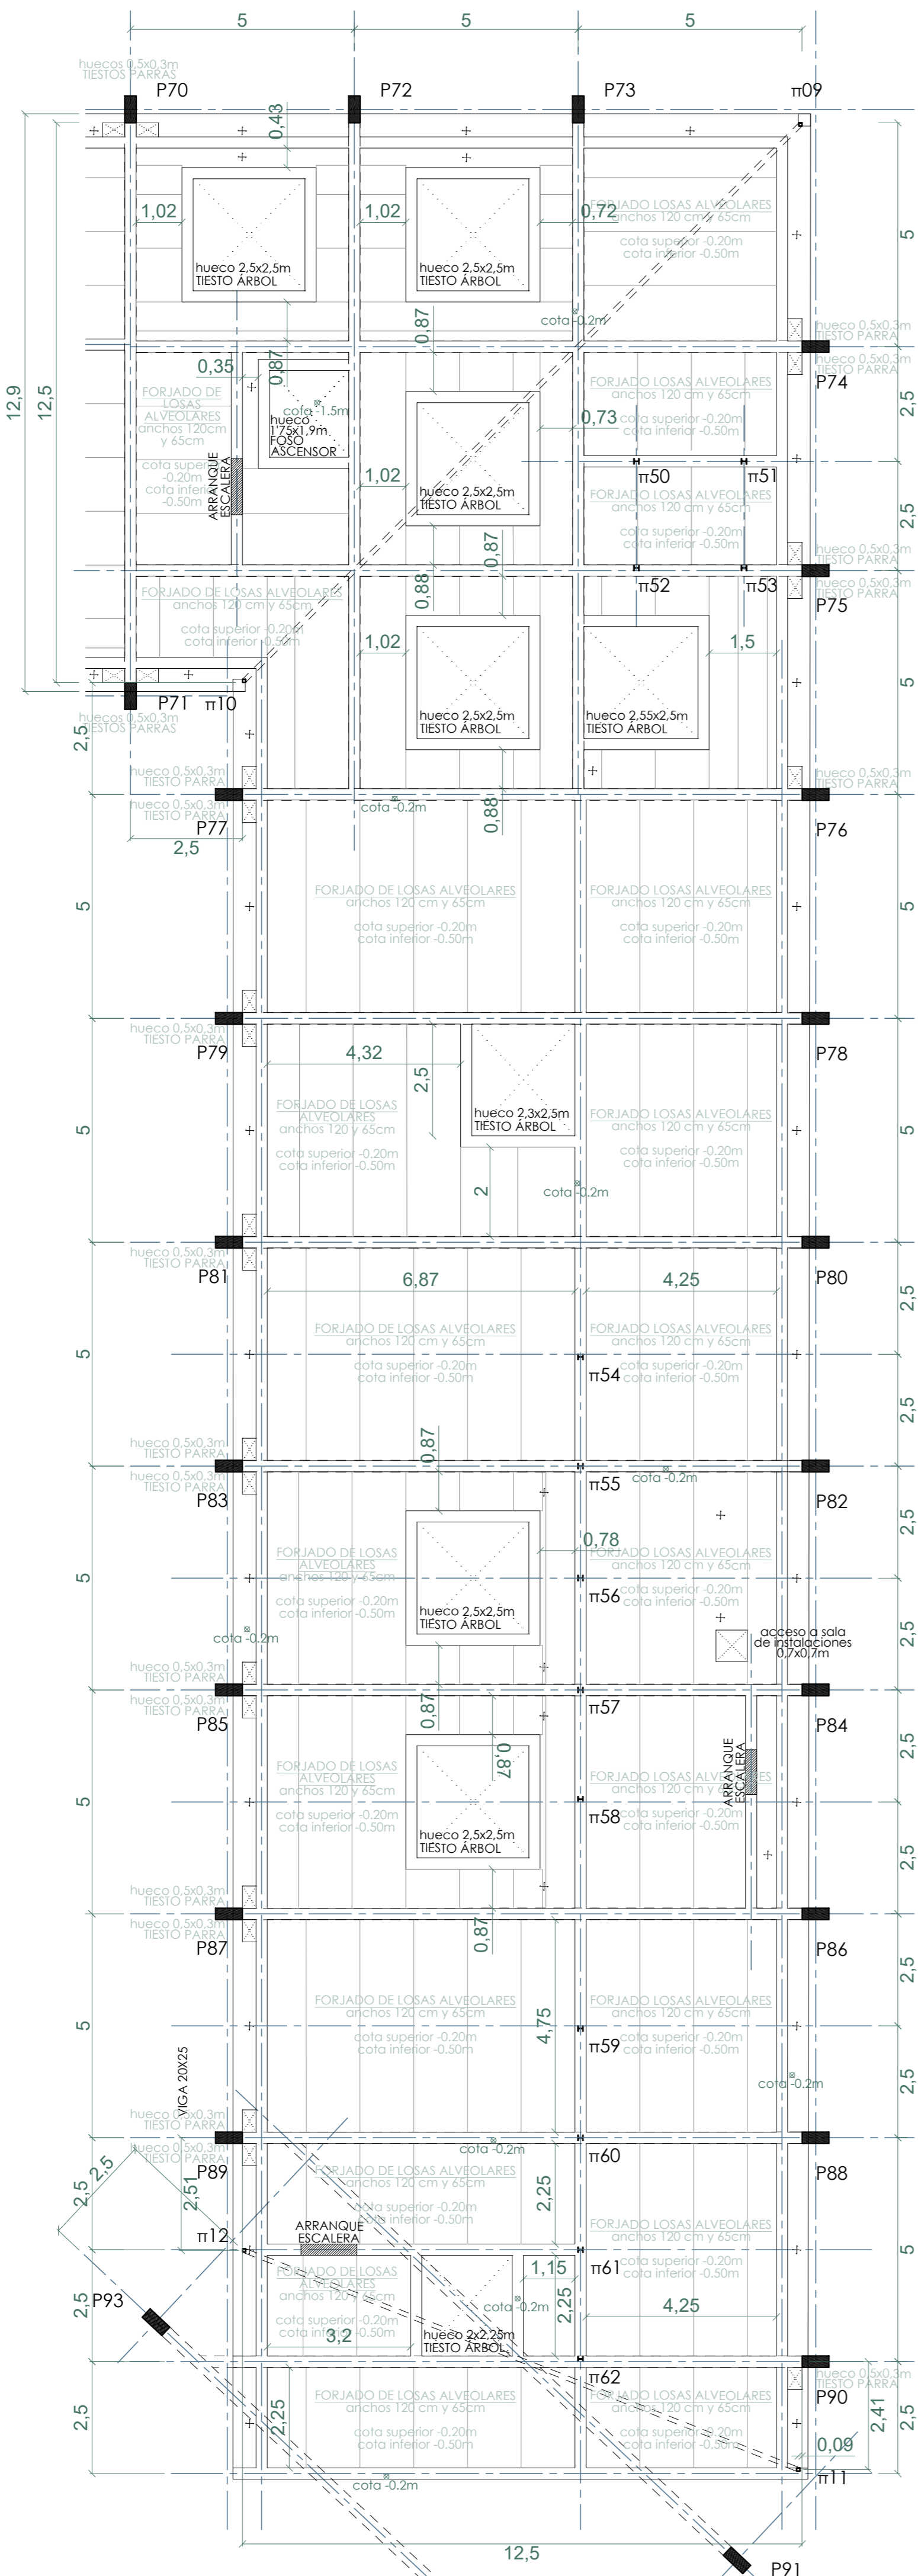 5
5
5
huecos 0,5x0,3m
TIESTOS PARRAS
P70
P72
P73
π09
0,43
1,02
1,02
0,72
FORJADO LOSAS ALVEOLARES
anchos 120 cm y 65cm
cota superior -0.20m
cota inferior -0.50m
5
hueco 2,5x2,5m
TIESTO ÁRBOL
hueco 2,5x2,5m
TIESTO ÁRBOL
cota -0.2m
hueco 0,5x0,3m
TIESTO PARRA
12,9
12,5
0,35
0,87
0,87
hueco 0,5x0,3m
TIESTO PARRA
P74
FORJADO DE
LOSAS
ALVEOLARES
anchos 120cm
y 65cm
cota superior
-0.20m
cota inferior
-0.50m
ARRANQUE
ESCALERA
cota -1.5m
hueco
1'75x1,9m
FOSO
ASCENSOR
0,73
FORJADO LOSAS ALVEOLARES
anchos 120 cm y 65cm
cota superior -0.20m
cota inferior -0.50m
2,5
1,02
hueco 2,5x2,5m
TIESTO ÁRBOL
π50
π51
FORJADO LOSAS ALVEOLARES
anchos 120 cm y 65cm
cota superior -0.20m
cota inferior -0.50m
2,5
0,87
0,88
hueco 0,5x0,3m
TIESTO PARRA
π52
π53
hueco 0,5x0,3m
TIESTO PARRA
P75
FORJADO DE LOSAS ALVEOLARES
anchos 120 cm y 65cm
cota superior -0.20m
cota inferior -0.50m
1,02
1,5
5
P71
π10
huecos 0,5x0,3m
TIESTOS PARRAS
2,5
hueco 2,5x2,5m
TIESTO ÁRBOL
hueco 2,55x2,5m
TIESTO ÁRBOL
hueco 0,5x0,3m
TIESTO PARRA
hueco 0,5x0,3m
TIESTO PARRA
hueco 0,5x0,3m
TIESTO PARRA
P77
cota -0.2m
0,88
P76
2,5
5
FORJADO DE LOSAS ALVEOLARES
anchos 120 cm y 65cm
cota superior -0.20m
cota inferior -0.50m
FORJADO LOSAS ALVEOLARES
anchos 120 cm y 65cm
cota superior -0.20m
cota inferior -0.50m
5
hueco 0,5x0,3m
TIESTO PARRA
P79
P78
4,32
2,5
hueco 2,3x2,5m
TIESTO ÁRBOL
5
FORJADO DE LOSAS
ALVEOLARES
anchos 120 y 65cm
cota superior -0.20m
cota inferior -0.50m
FORJADO LOSAS ALVEOLARES
anchos 120 cm y 65cm
cota superior -0.20m
cota inferior -0.50m
5
2
cota -0.2m
hueco 0,5x0,3m
TIESTO PARRA
P81
P80
6,87
4,25
2,5
5
FORJADO DE LOSAS ALVEOLARES
anchos 120 cm y 65cm
cota superior -0.20m
cota inferior -0.50m
FORJADO LOSAS ALVEOLARES
anchos 120 cm y 65cm
cota superior -0.20m
cota inferior -0.50m
π54
2,5
hueco 0,5x0,3m
TIESTO PARRA
0,87
hueco 0,5x0,3m
TIESTO PARRA
P83
π55
cota -0.2m
P82
2,5
0,78
5
FORJADO DE LOSAS
ALVEOLARES
anchos 120 y 65cm
cota superior -0.20m
cota inferior -0.50m
FORJADO LOSAS ALVEOLARES
anchos 120 cm y 65cm
cota superior -0.20m
cota inferior -0.50m
π56
hueco 2,5x2,5m
TIESTO ÁRBOL
cota -0.2m
acceso a sala
de instalaciones
0,7x0,7m
2,5
hueco 0,5x0,3m
TIESTO PARRA
hueco 0,5x0,3m
TIESTO PARRA
P85
0,87
π57
P84
0,87
2,5
5
FORJADO DE LOSAS
ALVEOLARES
anchos 120 y 65cm
cota superior -0.20m
cota inferior -0.50m
FORJADO LOSAS ALVEOLARES
anchos 120 cm y 65cm
cota superior -0.20m
cota inferior -0.50m
ARRANQUE
ESCALERA
π58
hueco 2,5x2,5m
TIESTO ÁRBOL
2,5
hueco 0,5x0,3m
TIESTO PARRA
hueco 0,5x0,3m
TIESTO PARRA
P87
0,87
P86
2,5
5
FORJADO DE LOSAS ALVEOLARES
anchos 120 cm y 65cm
cota superior -0.20m
cota inferior -0.50m
4,75
FORJADO LOSAS ALVEOLARES
anchos 120 cm y 65cm
cota superior -0.20m
cota inferior -0.50m
π59
VIGA 20X25
cota -0.2m
2,5
hueco 0,5x0,3m
TIESTO PARRA
hueco 0,5x0,3m
TIESTO PARRA
P89
cota -0.2m
π60
P88
2,5
2,5
2,51
FORJADO DE LOSAS ALVEOLARES
anchos 120 cm y 65cm
cota superior -0.20m
cota inferior -0.50m
2,25
π12
ARRANQUE
ESCALERA
FORJADO LOSAS ALVEOLARES
anchos 120 cm y 65cm
cota superior -0.20m
cota inferior -0.50m
5
P93
2,5
FORJADO DE LOSAS
ALVEOLARES
anchos 120 y 65cm
cota superior -0.20m
cota inferior -0.50m
3,2
π61
1,15
2,25
cota -0.2m
hueco 2x2,25m
TIESTO ÁRBOL
4,25
π62
hueco 0,5x0,3m
TIESTO PARRA
P90
2,5
2,25
FORJADO DE LOSAS ALVEOLARES
anchos 120 cm y 65cm
cota superior -0.20m
cota inferior -0.50m
FORJADO LOSAS ALVEOLARES
anchos 120 cm y 65cm
cota superior -0.20m
cota inferior -0.50m
2,41
2,5
0,09
cota -0.2m
π11
12,5
P91